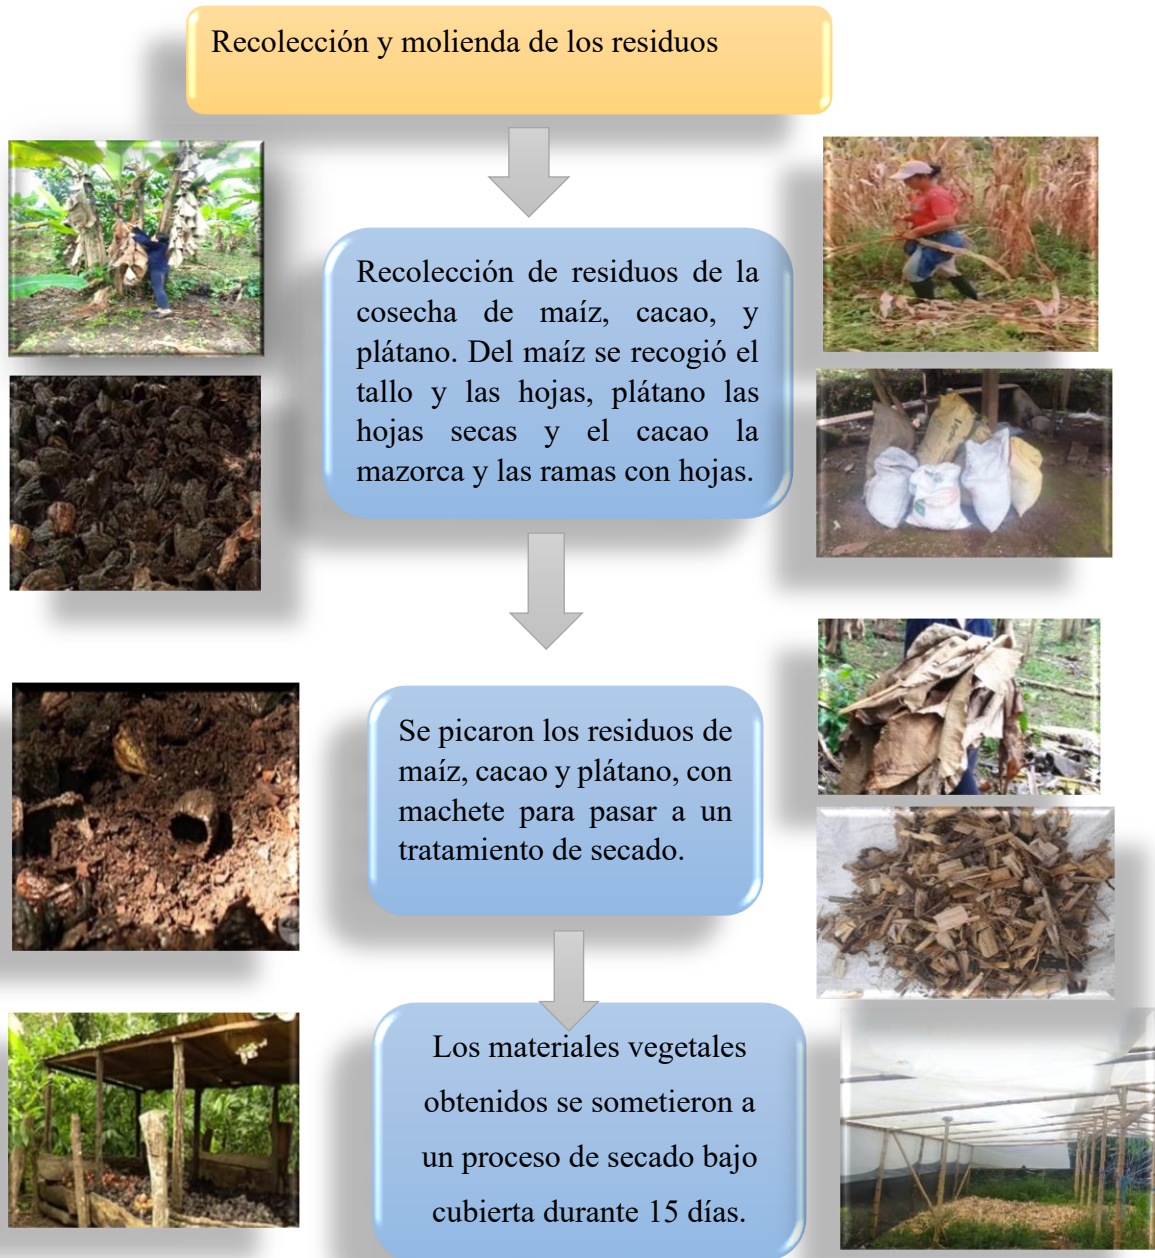 Recolección y molienda de los residuos
Recolección de residuos de la
cosecha de maíz, cacao, y
plátano. Del maíz se recogió el
tallo y las hojas, plátano las
hojas secas y el cacao la
mazorca y las ramas con hojas.
Se picaron los residuos de
maíz, cacao y plátano, con
machete para pasar a un
tratamiento de secado.
Los materiales vegetales
obtenidos se sometieron a
un proceso de secado bajo
cubierta durante 15 días.